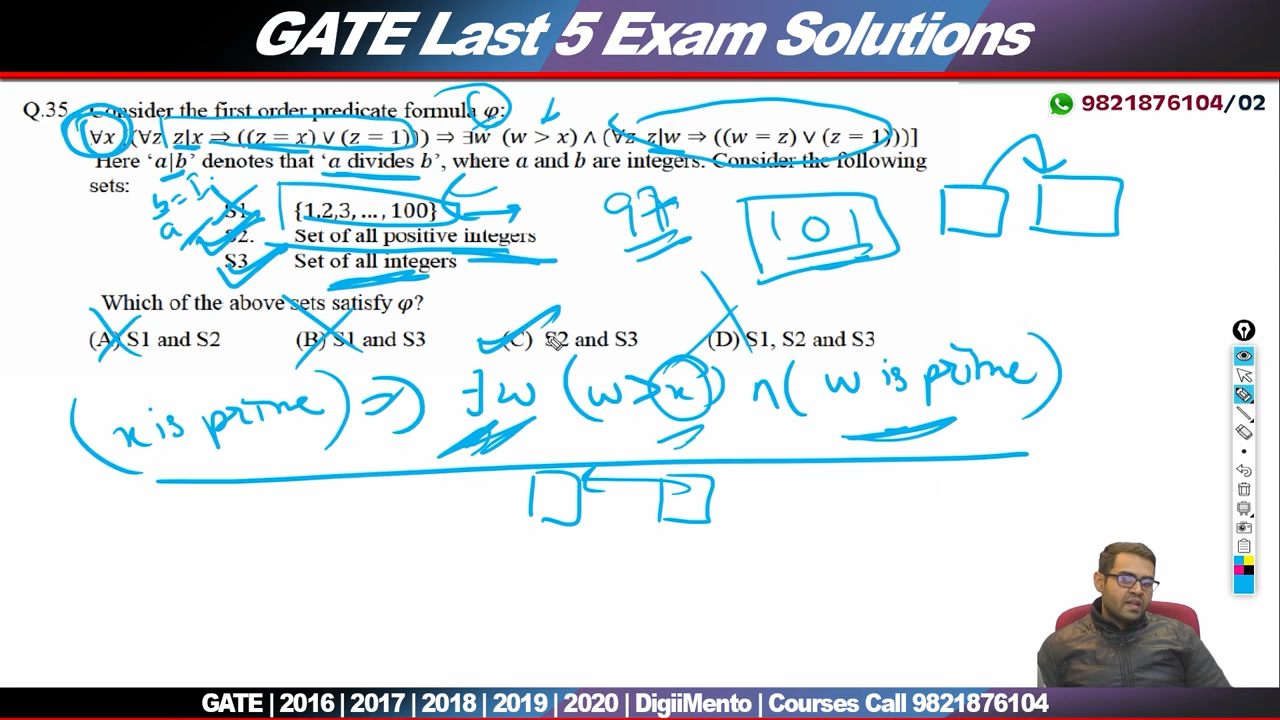 GATE Last 5 Exam Solutions
9821876104/02
Q.35 Consider the first order predicate formula φ:
∀x [(∀z z|x ⇒ ((z = x) ∨ (z = 1))) ⇒ ∃w (w > x) ∧ (∀z z|w ⇒ ((w = z) ∨ (z = 1)))]
Here ‘a|b’ denotes that ‘a divides b’, where a and b are integers. Consider the following
sets:
S1. {1,2,3, ..., 100}
S2. Set of all positive integers
S3. Set of all integers
97
101
Which of the above sets satisfy φ?
(A) S1 and S2 (B) S1 and S3 (C) S2 and S3 (D) S1, S2 and S3
(x is prime) ⇒ ∃w (w > x) ∧ (w is prime)
GATE | 2016 | 2017 | 2018 | 2019 | 2020 | DigiiMento | Courses Call 9821876104